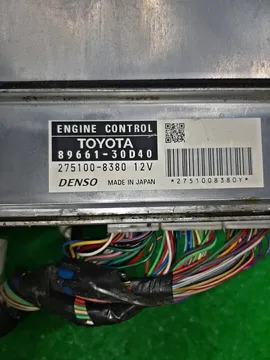 ENGINE CONTROL
TOYOTA
89661-30D40
275100-8380 12V
DENSO MADE IN JAPAN
*2751008380Y*